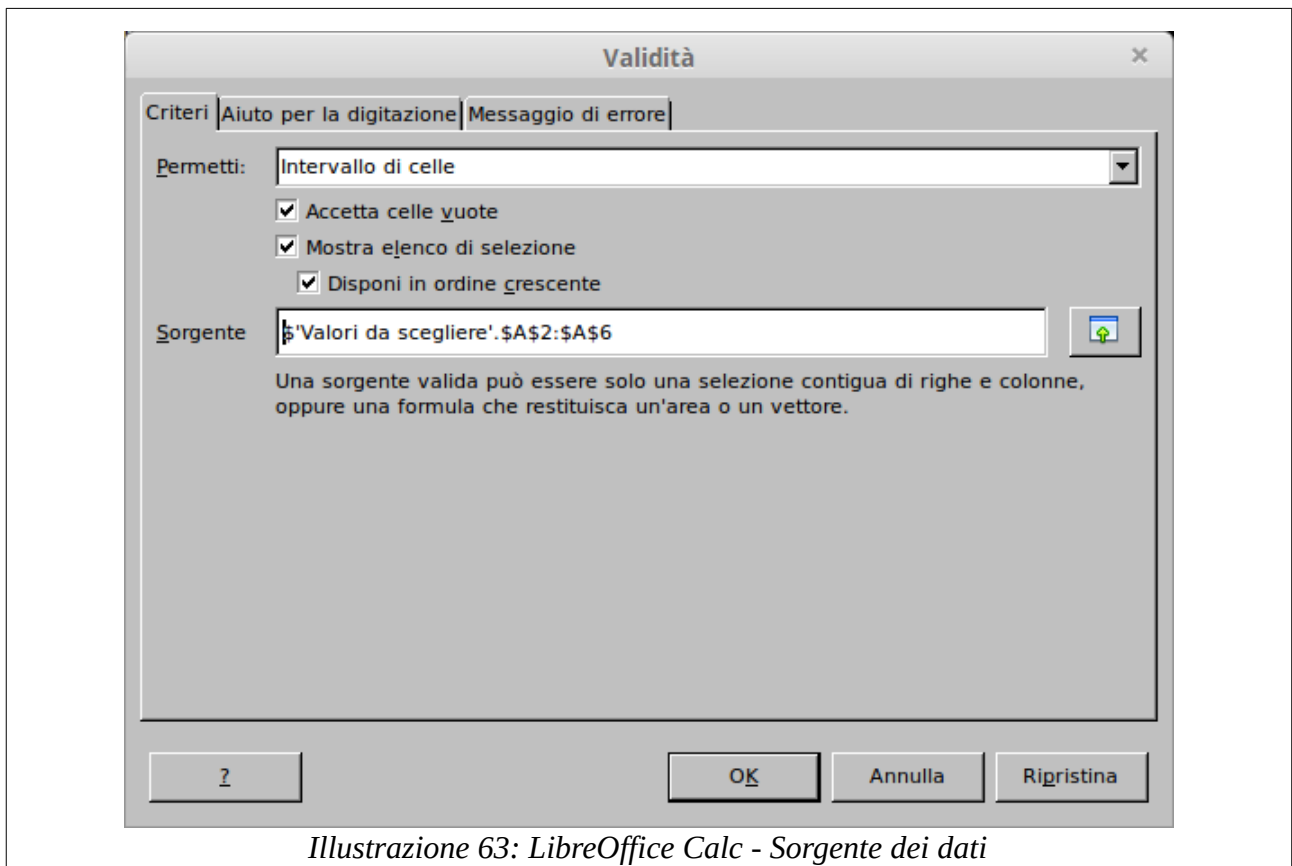 Validità
Criteri Aiuto per la digitazione Messaggio di errore
Permetti: Intervallo di celle
Accetta celle vuote
Mostra elenco di selezione
Disponi in ordine crescente
Sorgente $'Valori da scegliere'.$A$2:$A$6
Una sorgente valida può essere solo una selezione contigua di righe e colonne,
oppure una formula che restituisca un'area o un vettore.
? OK Annulla Ripristina
Illustrazione 63: LibreOffice Calc - Sorgente dei dati